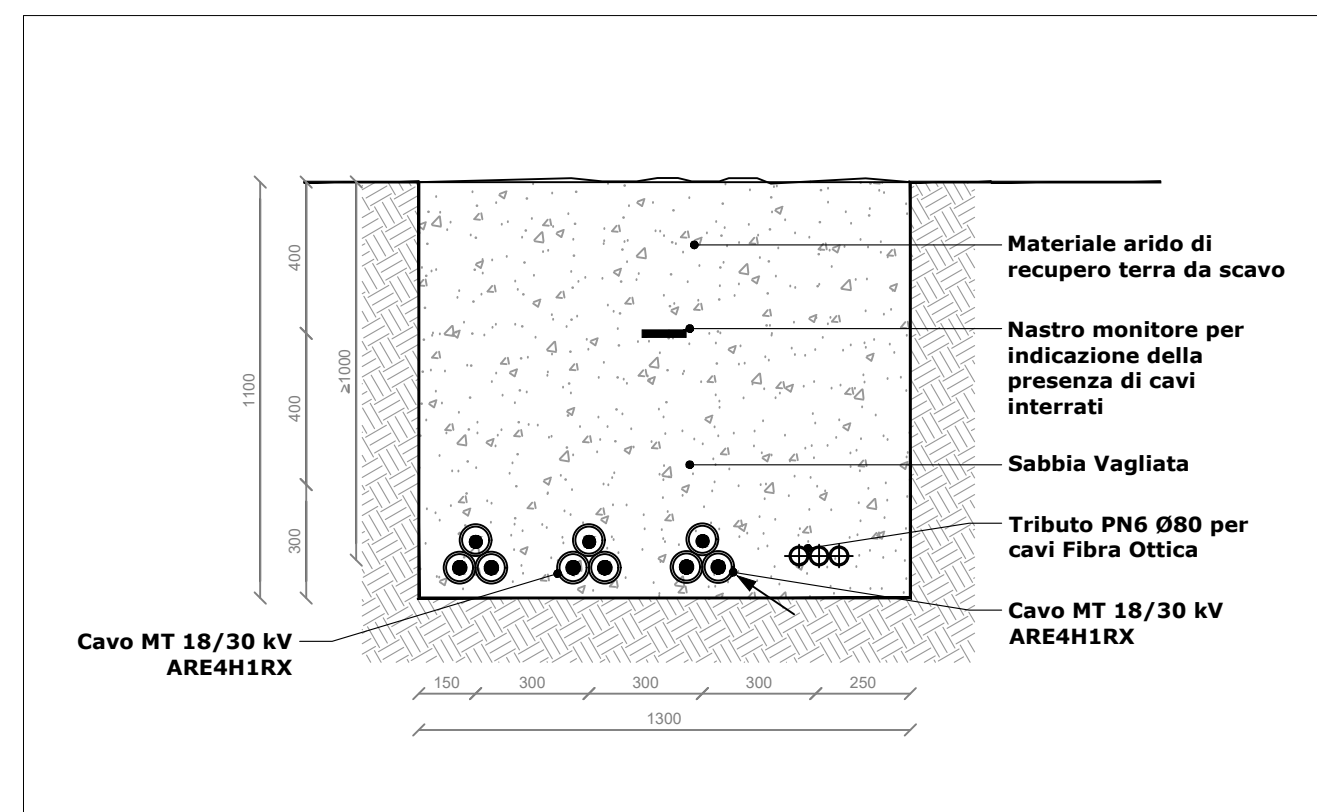 Materiale arido di
recupero terra da scavo
Nastro monitore per
indicazione della
presenza di cavi
interrati
Sabbia Vagliata
Tributo PN6 Ø80 per
cavi Fibra Ottica
Cavo MT 18/30 kV
ARE4H1RX
Cavo MT 18/30 kV
ARE4H1RX
1100
400
400
300
≥1000
150
300
300
300
250
1300